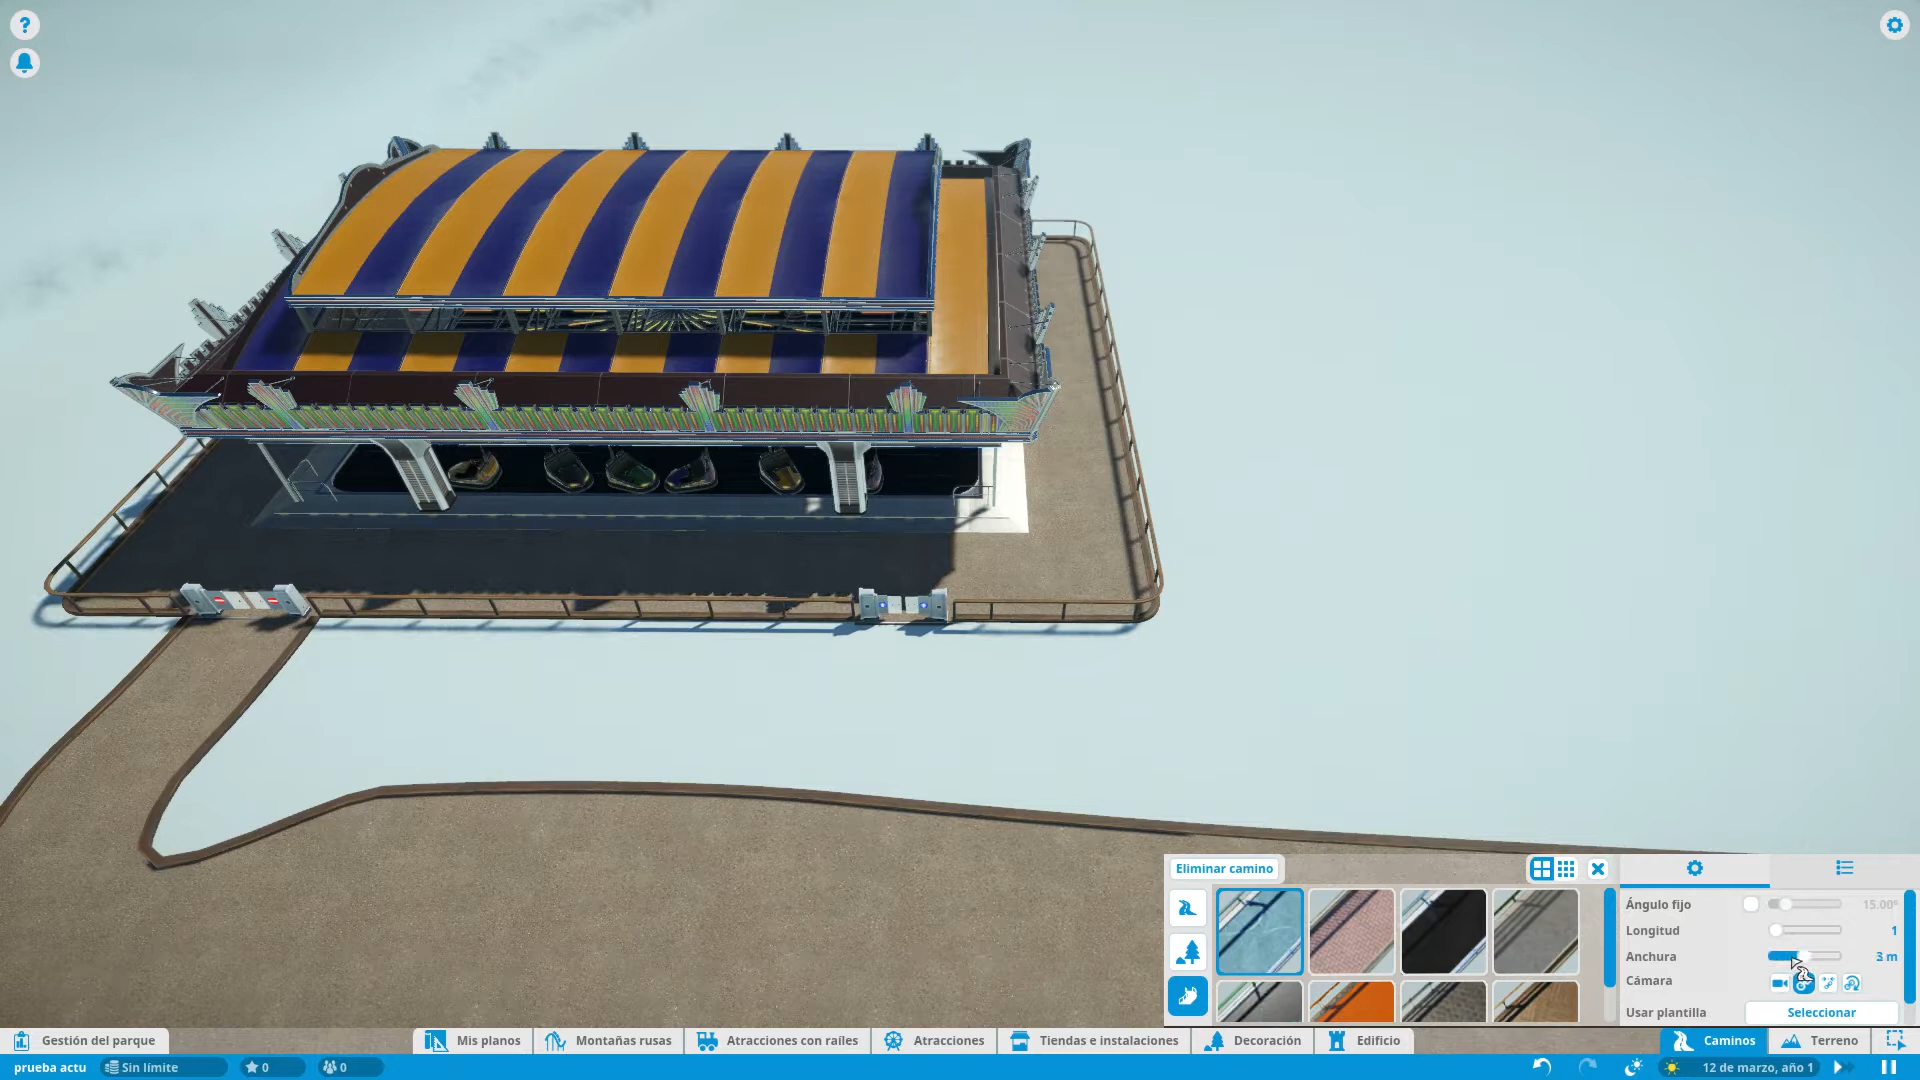 ?
Eliminar camino
Ángulo fijo 15.00°
Longitud 1
Anchura 3 m
Cámara
Usar plantilla Seleccionar
Gestión del parque
Mis planos
Montañas rusas
Atracciones con raíles
Atracciones
Tiendas e instalaciones
Decoración
Edificio
Caminos
Terreno
prueba actu
Sin límite
0
0
12 de marzo, año 1